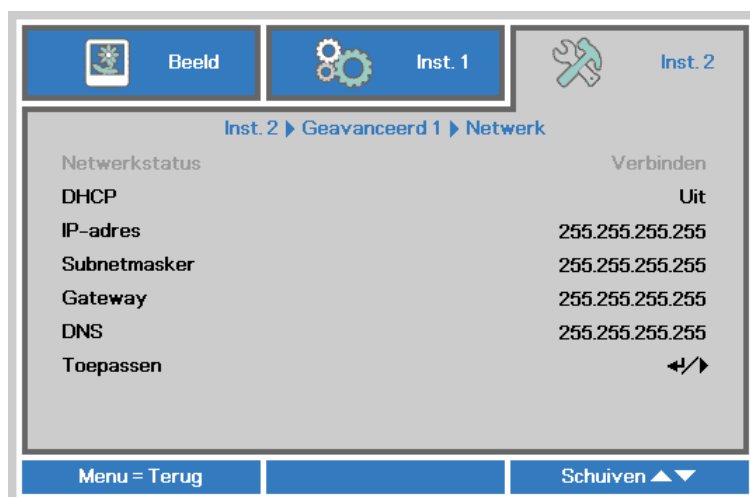 Beeld Inst. 1 Inst. 2
Inst. 2 Geavanceerd 1 Netwerk
Netwerkstatus Verbinden
DHCP Uit
IP-adres 255.255.255.255
Subnetmasker 255.255.255.255
Gateway 255.255.255.255
DNS 255.255.255.255
Toepassen
Menu = Terug Schuiven